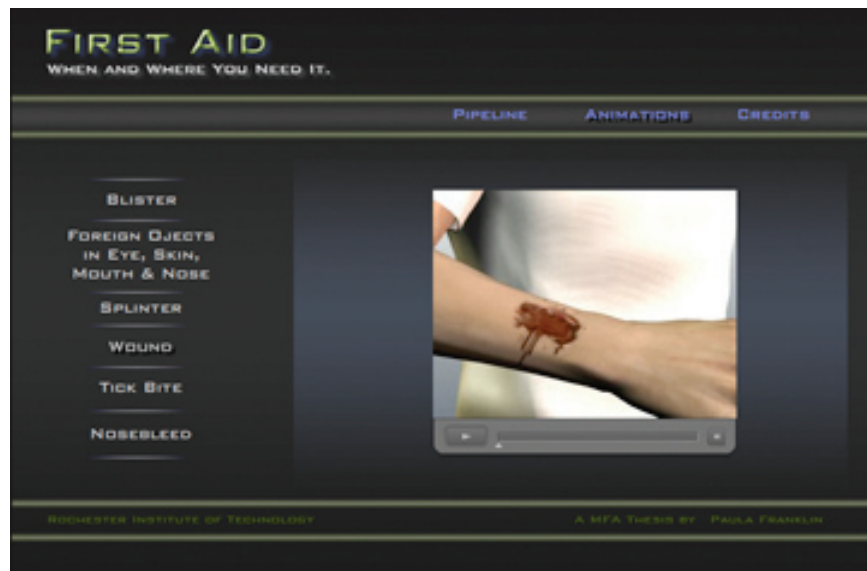 First Aid
When and Where You Need It.
Pipeline Animations Credits
Blister
Foreign Ojects
in Eye, Skin,
Mouth & Nose
Splinter
Wound
Tick Bite
Nosebleed
Rochester Institute of Technology A MFA Thesis by Paula Franklin